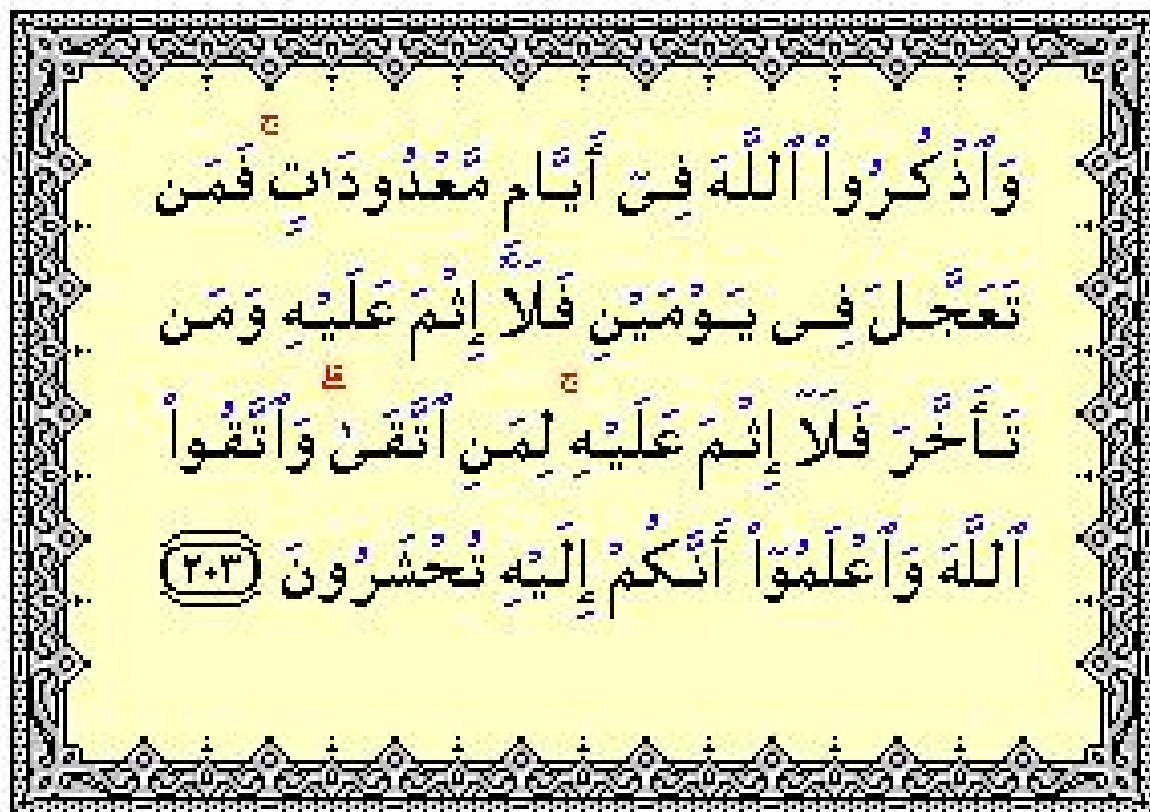 وَٱذْكُرُوا۟ ٱللَّهَ فِىٓ أَيَّامٍ مَّعْدُودَٰتٍ ۚ فَمَن
تَعَجَّلَ فِى يَوْمَيْنِ فَلَآ إِثْمَ عَلَيْهِ وَمَن
تَأَخَّرَ فَلَآ إِثْمَ عَلَيْهِ ۚ لِمَنِ ٱتَّقَىٰ ۗ وَٱتَّقُوا۟
ٱللَّهَ وَٱعْلَمُوٓا۟ أَنَّكُمْ إِلَيْهِ تُحْشَرُونَ ٢٠٣